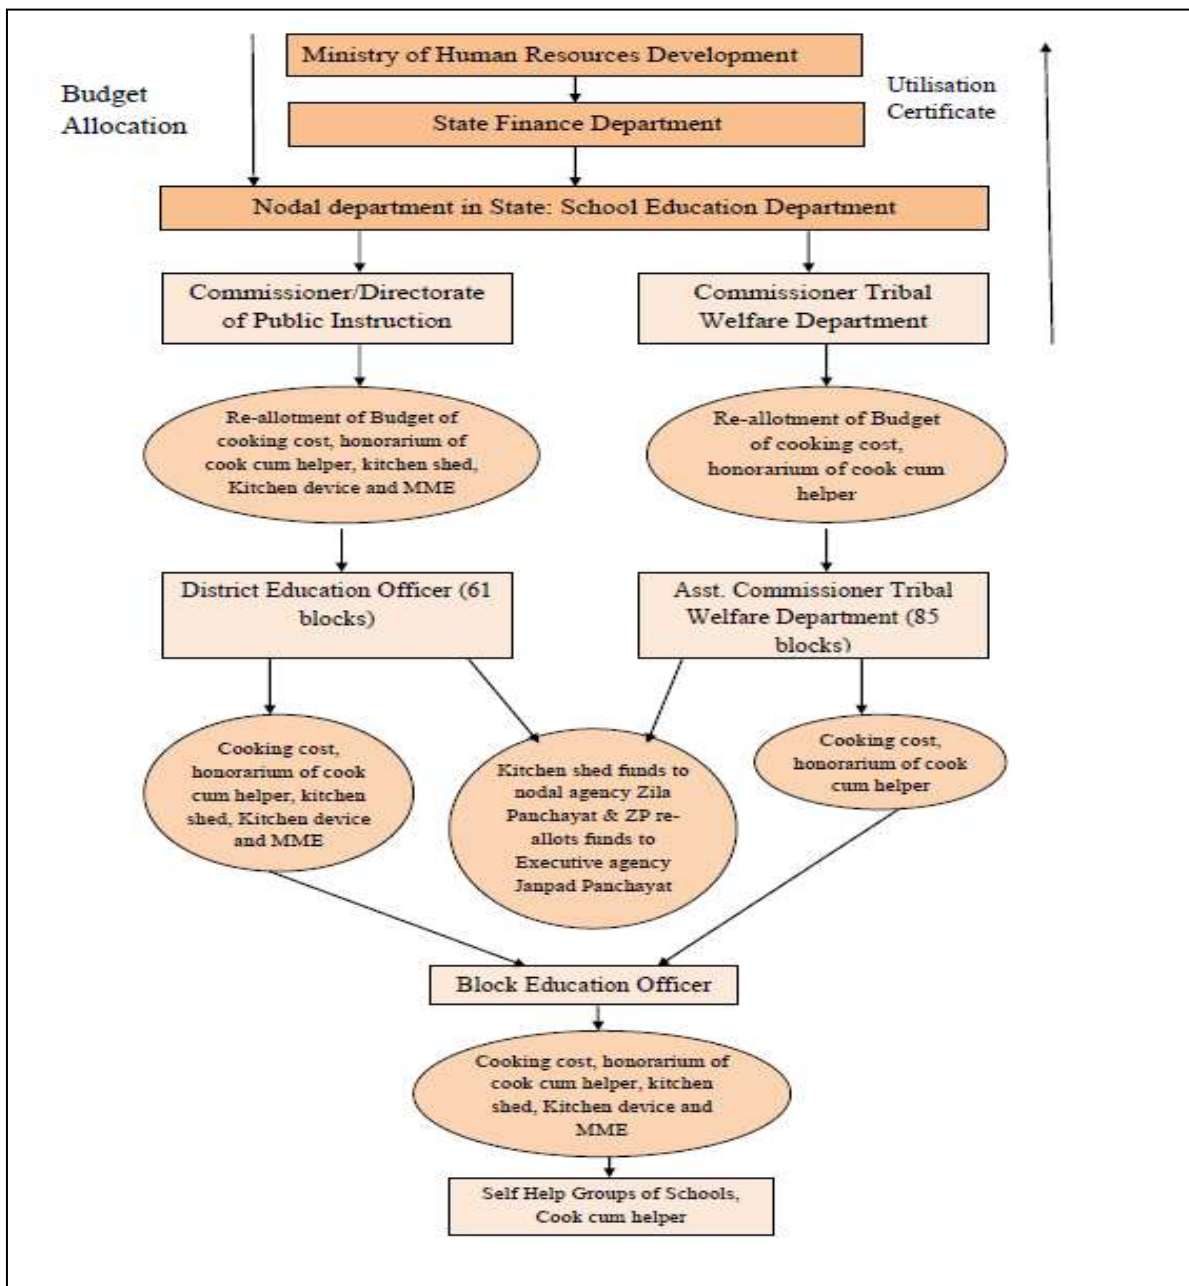 Ministry of Human Resources Development
Budget
Allocation
Utilisation
Certificate
State Finance Department
Nodal department in State: School Education Department
Commissioner/Directorate
of Public Instruction
Commissioner Tribal
Welfare Department
Re-allotment of Budget of
cooking cost, honorarium of
cook cum helper, kitchen shed,
Kitchen device and MME
Re-allotment of Budget
of cooking cost,
honorarium of cook cum
helper
District Education Officer (61
blocks)
Asst. Commissioner Tribal
Welfare Department (85
blocks)
Cooking cost,
honorarium of cook
cum helper, kitchen
shed, Kitchen device
and MME
Kitchen shed funds to
nodal agency Zila
Panchayat & ZP re-
allots funds to
Executive agency
Janpad Panchayat
Cooking cost,
honorarium of cook
cum helper
Block Education Officer
Cooking cost, honorarium of
cook cum helper, kitchen
shed, Kitchen device and
MME
Self Help Groups of Schools,
Cook cum helper